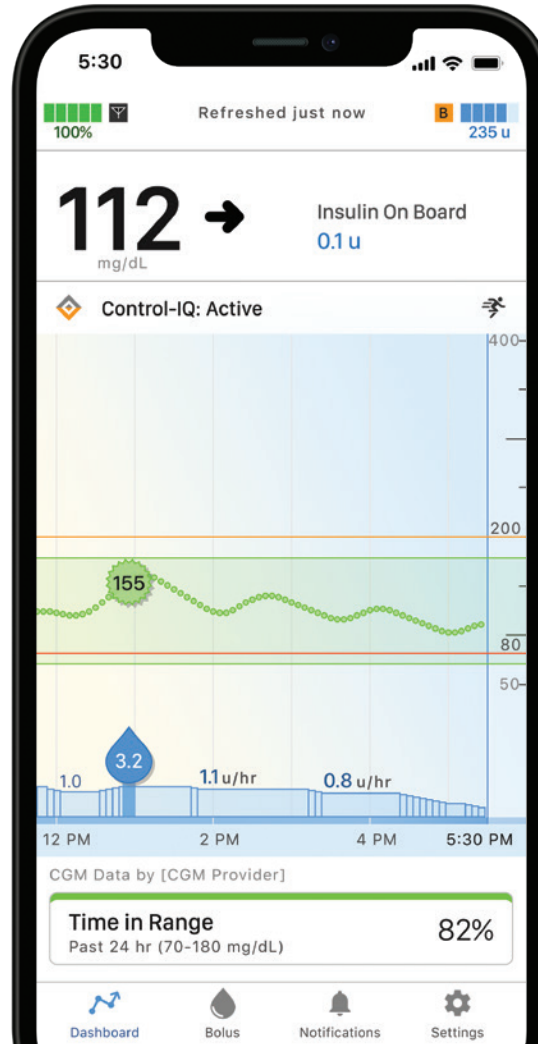 5:30
100%
Refreshed just now
B
235 u
112
mg/dL
Insulin On Board
0.1 u
Control-IQ: Active
400
200
155
80
50
3.2
1.0
1.1 u/hr
0.8 u/hr
12 PM
2 PM
4 PM
5:30 PM
CGM Data by [CGM Provider]
Time in Range
82%
Past 24 hr (70-180 mg/dL)
Dashboard
Bolus
Notifications
Settings